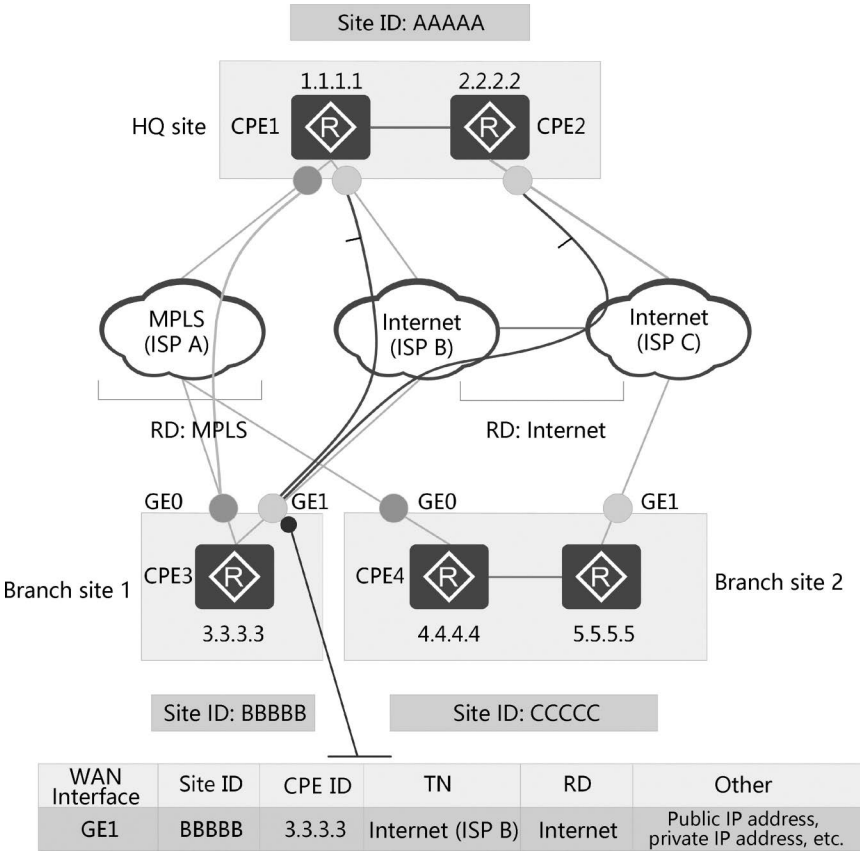 Site ID: AAAAA
1.1.1.1
2.2.2.2
HQ site
CPE1
R
R
CPE2
MPLS
(ISP A)
Internet
(ISP B)
Internet
(ISP C)
RD: MPLS
RD: Internet
GE0
GE1
GE0
GE1
Branch site 1
CPE3
R
CPE4
R
R
Branch site 2
3.3.3.3
4.4.4.4
5.5.5.5
Site ID: BBBBB
Site ID: CCCCC
WAN
Interface
Site ID
CPE ID
TN
RD
Other
GE1
BBBBB
3.3.3.3
Internet (ISP B)
Internet
Public IP address,
private IP address, etc.